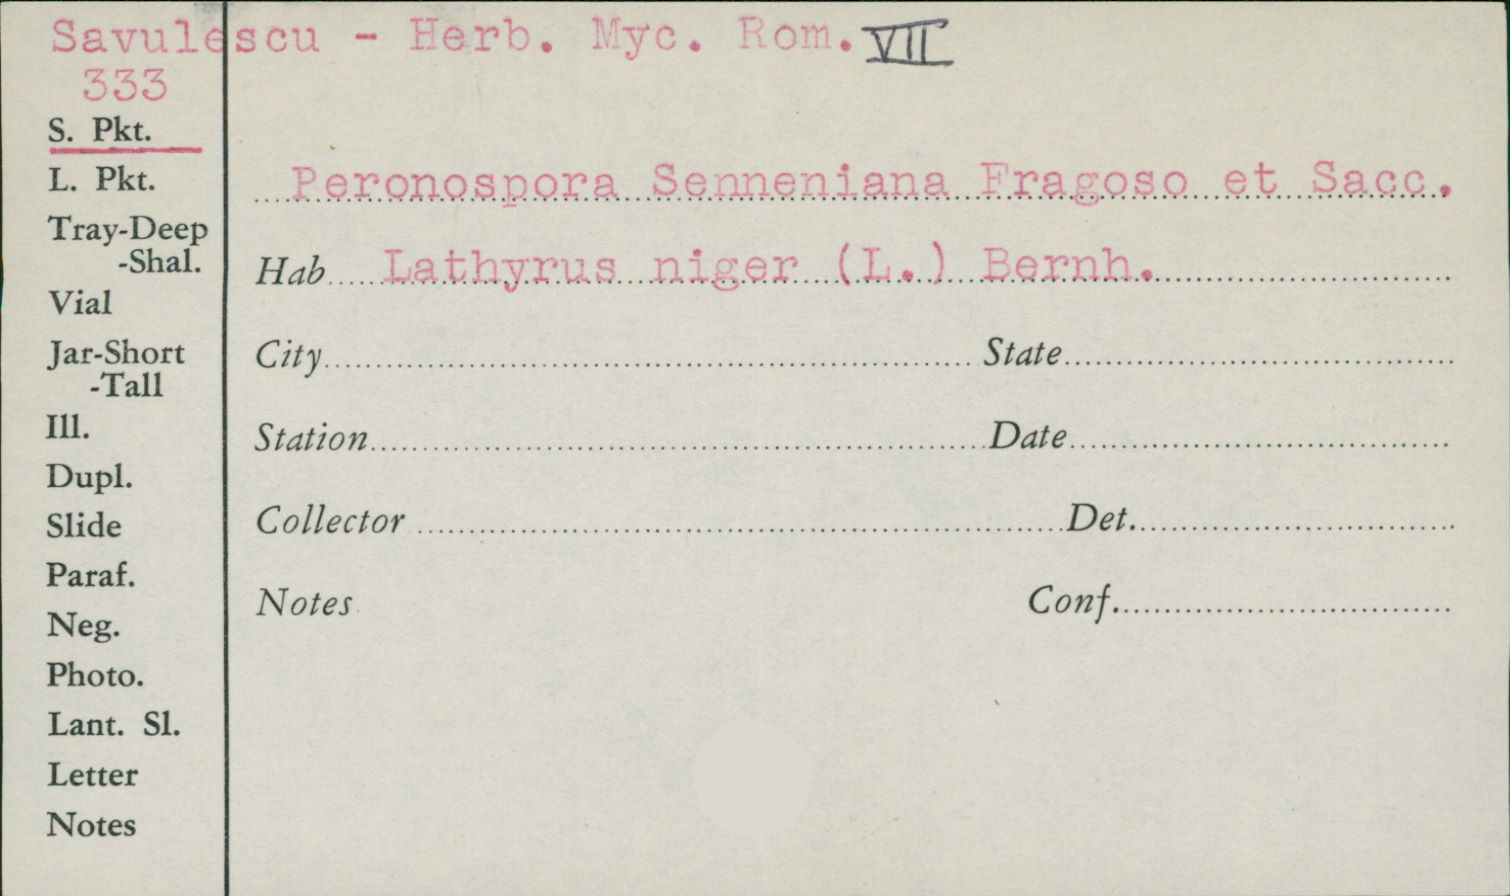 Savulescu - Herb. Myc. Rom. VII
333
S. Pkt.
L. Pkt.
Peronospora Senneniana Fragoso et Sacc.
Tray-Deep
-Shal.
Hab Lathyrus niger (L.) Bernh.
Vial
Jar-Short
-Tall
City State
Ill.
Station Date
Dupl.
Slide
Collector Det.
Paraf.
Neg.
Notes Conf.
Photo.
Lant. Sl.
Letter
Notes